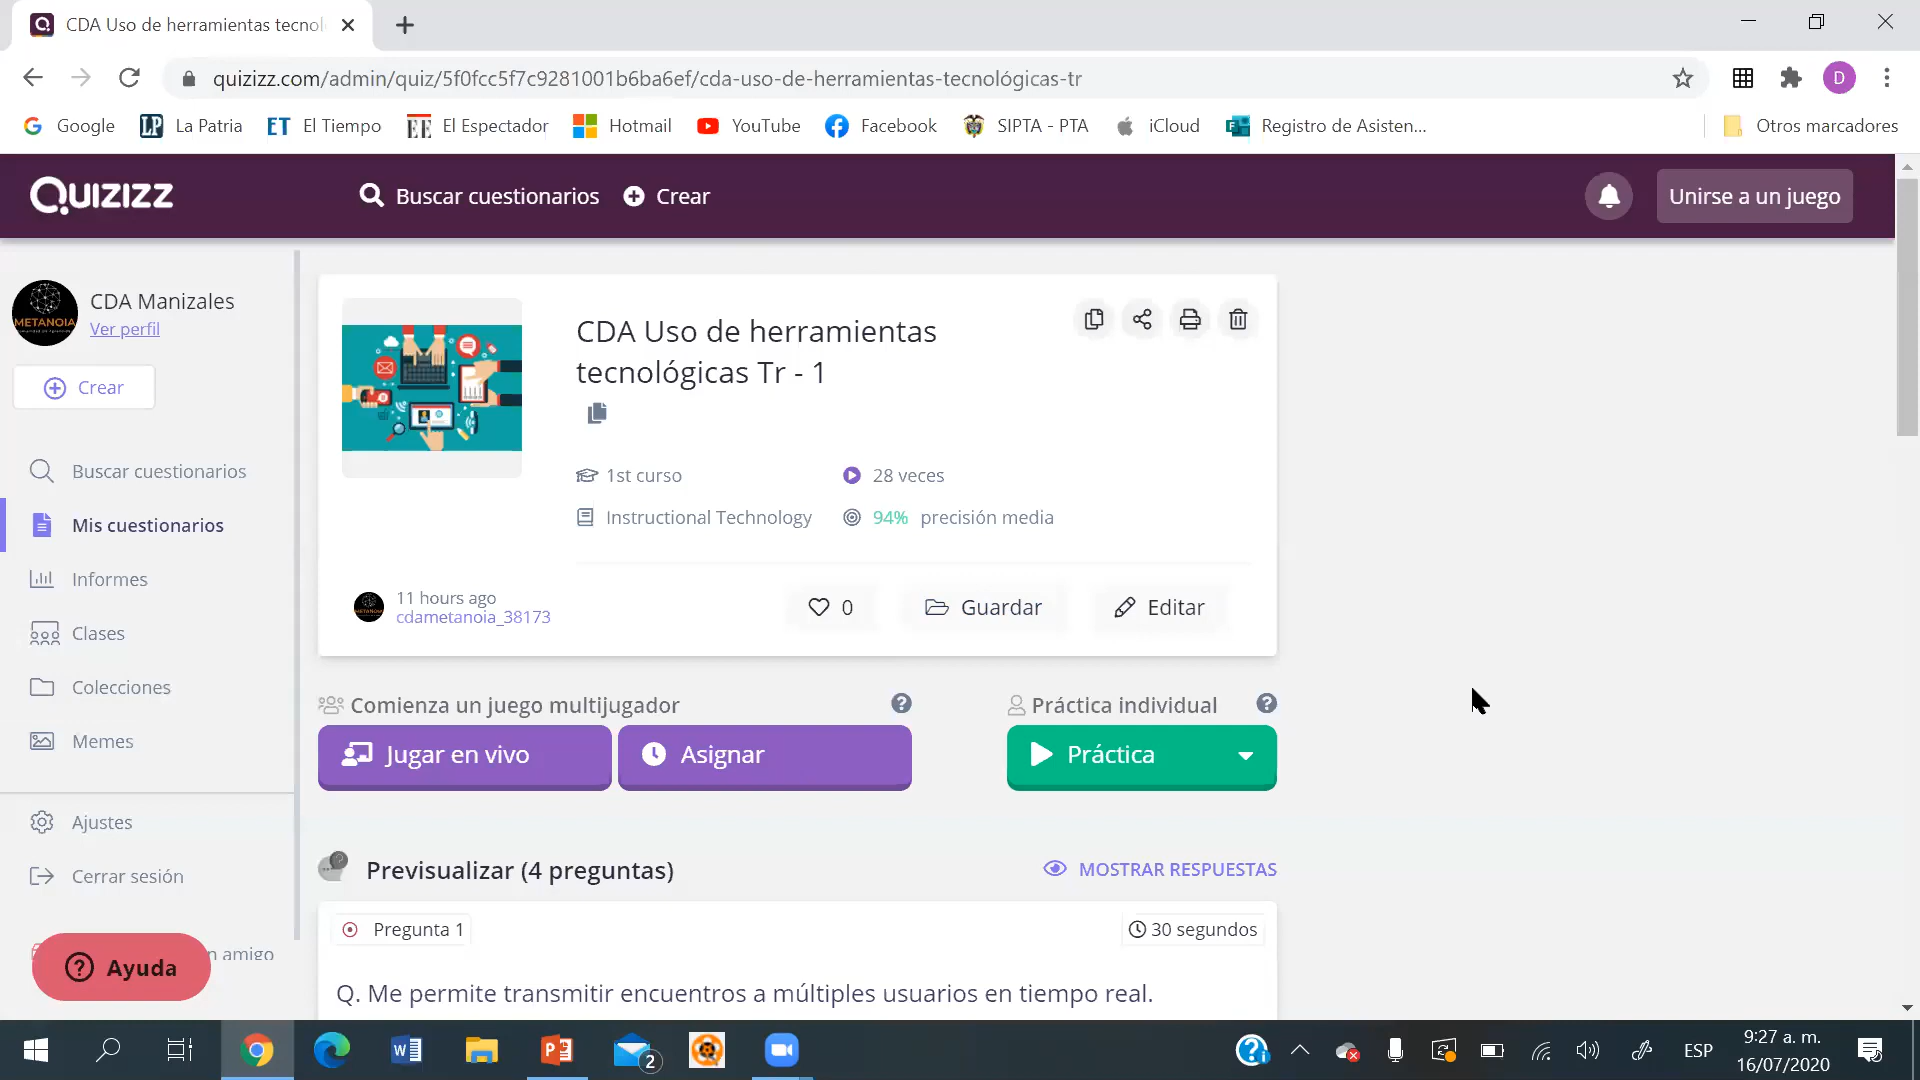 CDA Uso de herramientas tecnol
quizizz.com/admin/quiz/5f0fcc5f7c9281001b6ba6ef/cda-uso-de-herramientas-tecnológicas-tr
D
Google
La Patria
El Tiempo
El Espectador
Hotmail
YouTube
Facebook
SIPTA - PTA
iCloud
Registro de Asisten...
Otros marcadores
Quizizz
Buscar cuestionarios
Crear
Unirse a un juego
METANOIA
CDA Manizales
Ver perfil
Crear
Buscar cuestionarios
Mis cuestionarios
Informes
Clases
Colecciones
Memes
Ajustes
Cerrar sesión
n amigo
Ayuda
CDA Uso de herramientas
tecnológicas Tr - 1
1st curso
28 veces
Instructional Technology
94% precisión media
11 hours ago
cdametanoia_38173
0
Guardar
Editar
Comienza un juego multijugador
Práctica individual
Jugar en vivo
Asignar
Práctica
Previsualizar (4 preguntas)
MOSTRAR RESPUESTAS
Pregunta 1
30 segundos
Q. Me permite transmitir encuentros a múltiples usuarios en tiempo real.
2
ESP
9:27 a. m.
16/07/2020